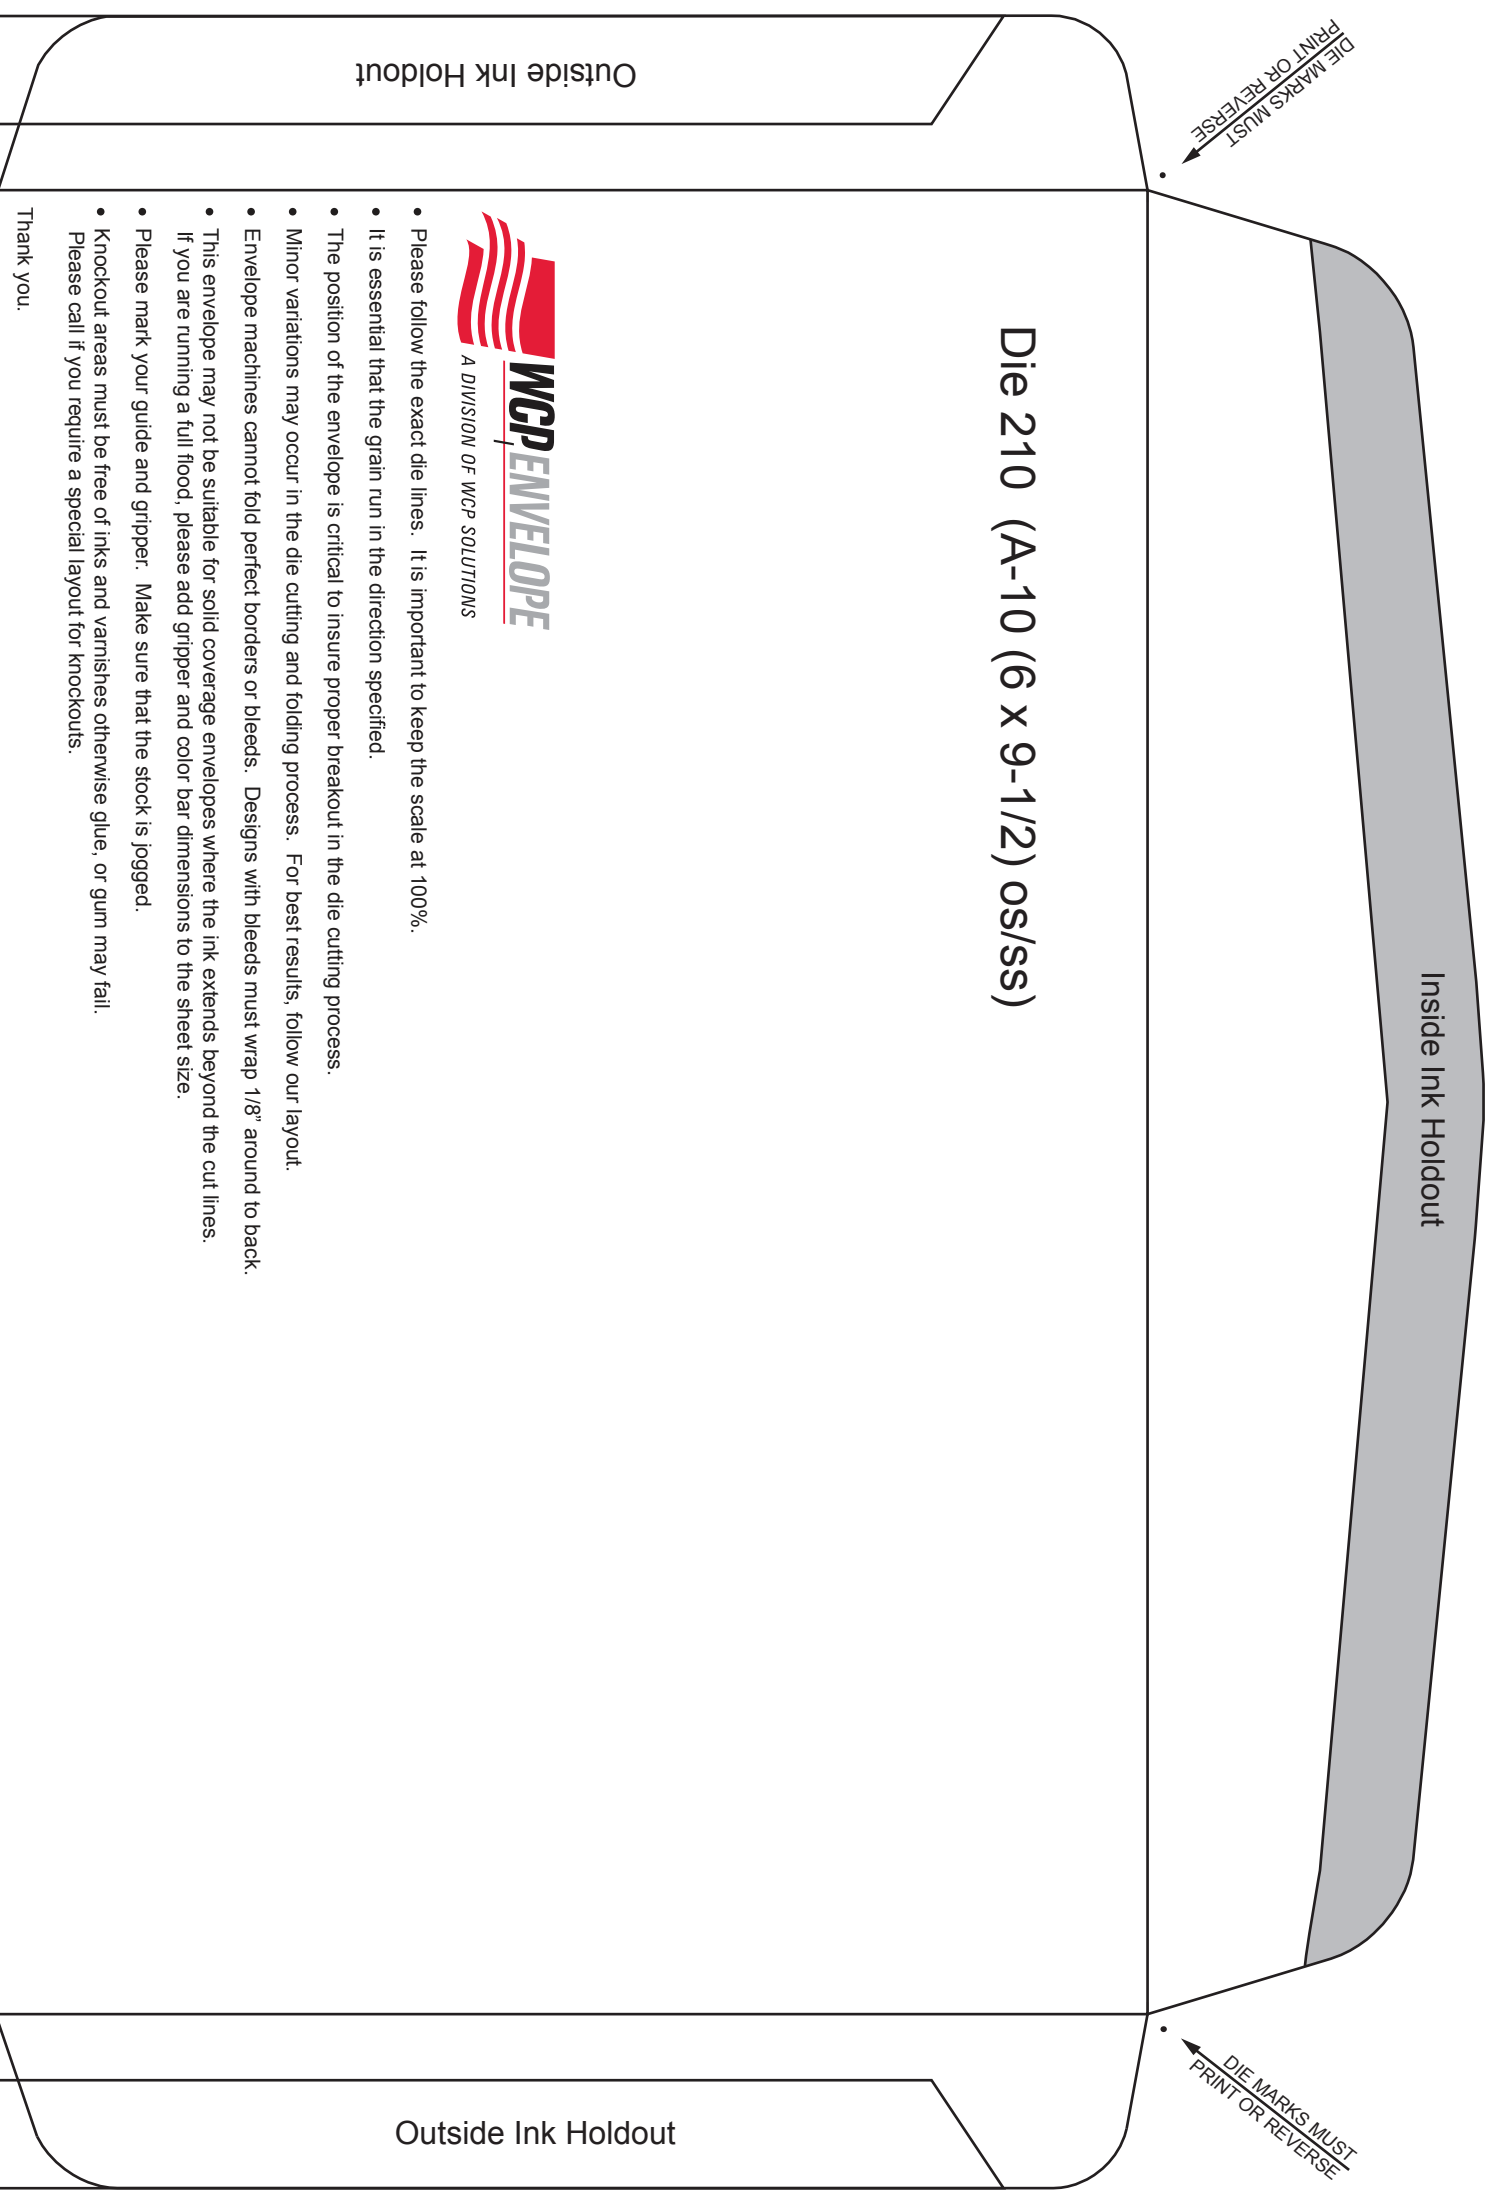 Outside Ink Holdout
DIE MARKS MUST
PRINT OR REVERSE
Inside Ink Holdout
Die 210  (A-10 (6 x 9-1/2) os/ss)
WCP ENVELOPE
A DIVISION OF WCP SOLUTIONS
• Please follow the exact die lines.  It is important to keep the scale at 100%.
• It is essential that the grain run in the direction specified.
• The position of the envelope is critical to insure proper breakout in the die cutting process.
• Minor variations may occur in the die cutting and folding process.  For best results, follow our layout.
• Envelope machines cannot fold perfect borders or bleeds.  Designs with bleeds must wrap 1/8” around to back.
• This envelope may not be suitable for solid coverage envelopes where the ink extends beyond the cut lines.
If you are running a full flood, please add gripper and color bar dimensions to the sheet size.
• Please mark your guide and gripper.  Make sure that the stock is jogged.
• Knockout areas must be free of inks and varnishes otherwise glue, or gum may fail.
Please call if you require a special layout for knockouts.
Thank you.
DIE MARKS MUST
PRINT OR REVERSE
Outside Ink Holdout